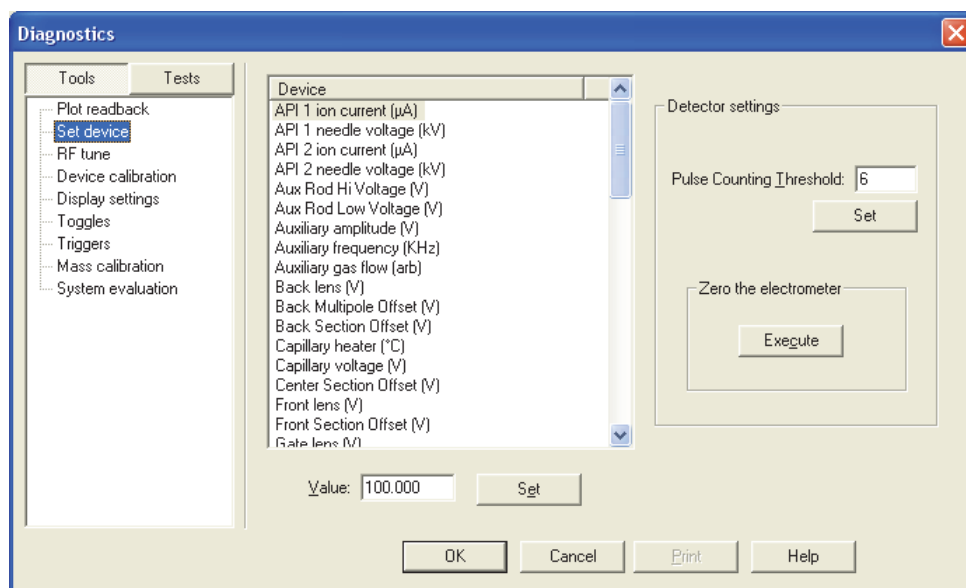 Diagnostics
Tools
Tests
Plot readback
Set device
RF tune
Device calibration
Display settings
Toggles
Triggers
Mass calibration
System evaluation
Device
API 1 ion current (µA)
API 1 needle voltage (kV)
API 2 ion current (µA)
API 2 needle voltage (kV)
Aux Rod Hi Voltage (V)
Aux Rod Low Voltage (V)
Auxiliary amplitude (V)
Auxiliary frequency (KHz)
Auxiliary gas flow (arb)
Back lens (V)
Back Multipole Offset (V)
Back Section Offset (V)
Capillary heater (°C)
Capillary voltage (V)
Center Section Offset (V)
Front lens (V)
Front Section Offset (V)
Gate lens (V)
Value: 100.000
Set
Detector settings
Pulse Counting Threshold: 6
Set
Zero the electrometer
Execute
OK
Cancel
Print
Help